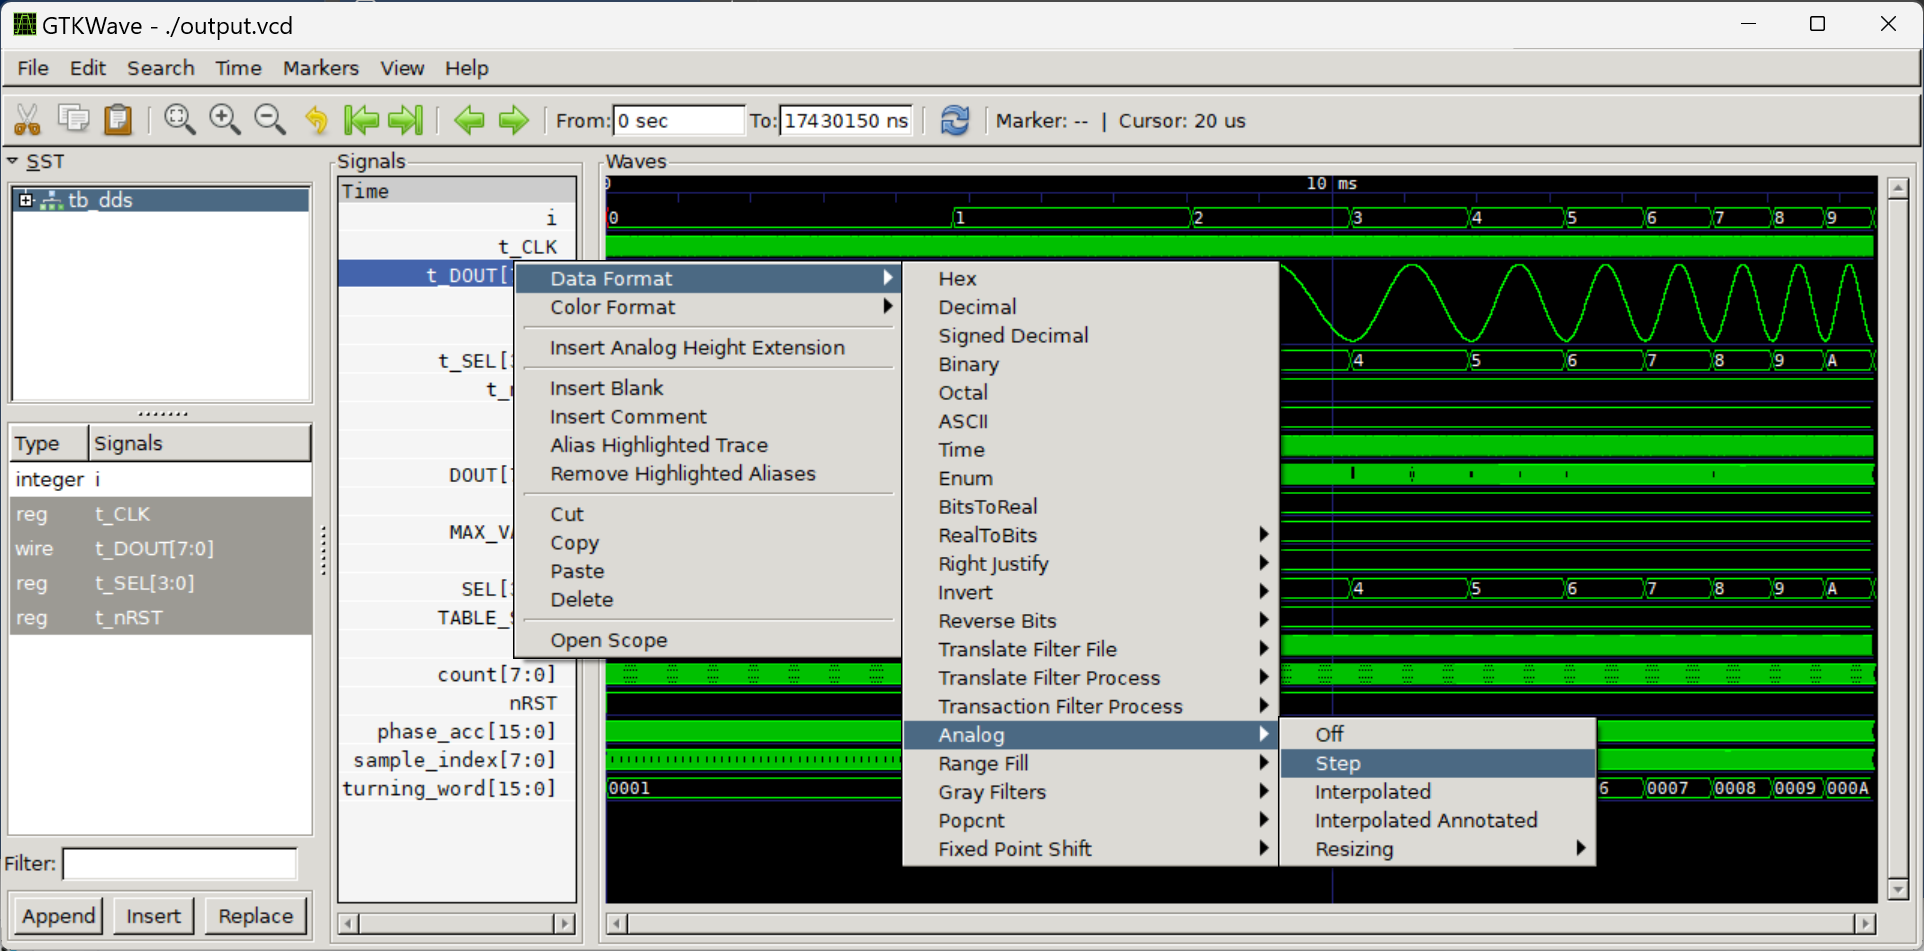 GTKWave - ./output.vcd
File Edit Search Time Markers View Help
From: 0 sec To: 17430150 ns Marker: -- | Cursor: 20 us
SST
tb_dds
Type Signals
integer i
reg t_CLK
wire t_DOUT[7:0]
reg t_SEL[3:0]
reg t_nRST
Filter:
Append Insert Replace
Signals
Time
i
t_CLK
t_DOUT[
t_SEL[
t_
DOUT[
MAX_V
SEL[
TABLE_
count[7:0]
nRST
phase_acc[15:0]
sample_index[7:0]
turning_word[15:0]
Waves
0 10 ms
0 1 2 3 4 5 6 7 8 9
4 5 6 7 8 9 A
4 5 6 7 8 9 A
0001 6 0007 0008 0009 000A
Data Format
Color Format
Insert Analog Height Extension
Insert Blank
Insert Comment
Alias Highlighted Trace
Remove Highlighted Aliases
Cut
Copy
Paste
Delete
Open Scope
Hex
Decimal
Signed Decimal
Binary
Octal
ASCII
Time
Enum
BitsToReal
RealToBits
Right Justify
Invert
Reverse Bits
Translate Filter File
Translate Filter Process
Transaction Filter Process
Analog
Range Fill
Gray Filters
Popcnt
Fixed Point Shift
Off
Step
Interpolated
Interpolated Annotated
Resizing